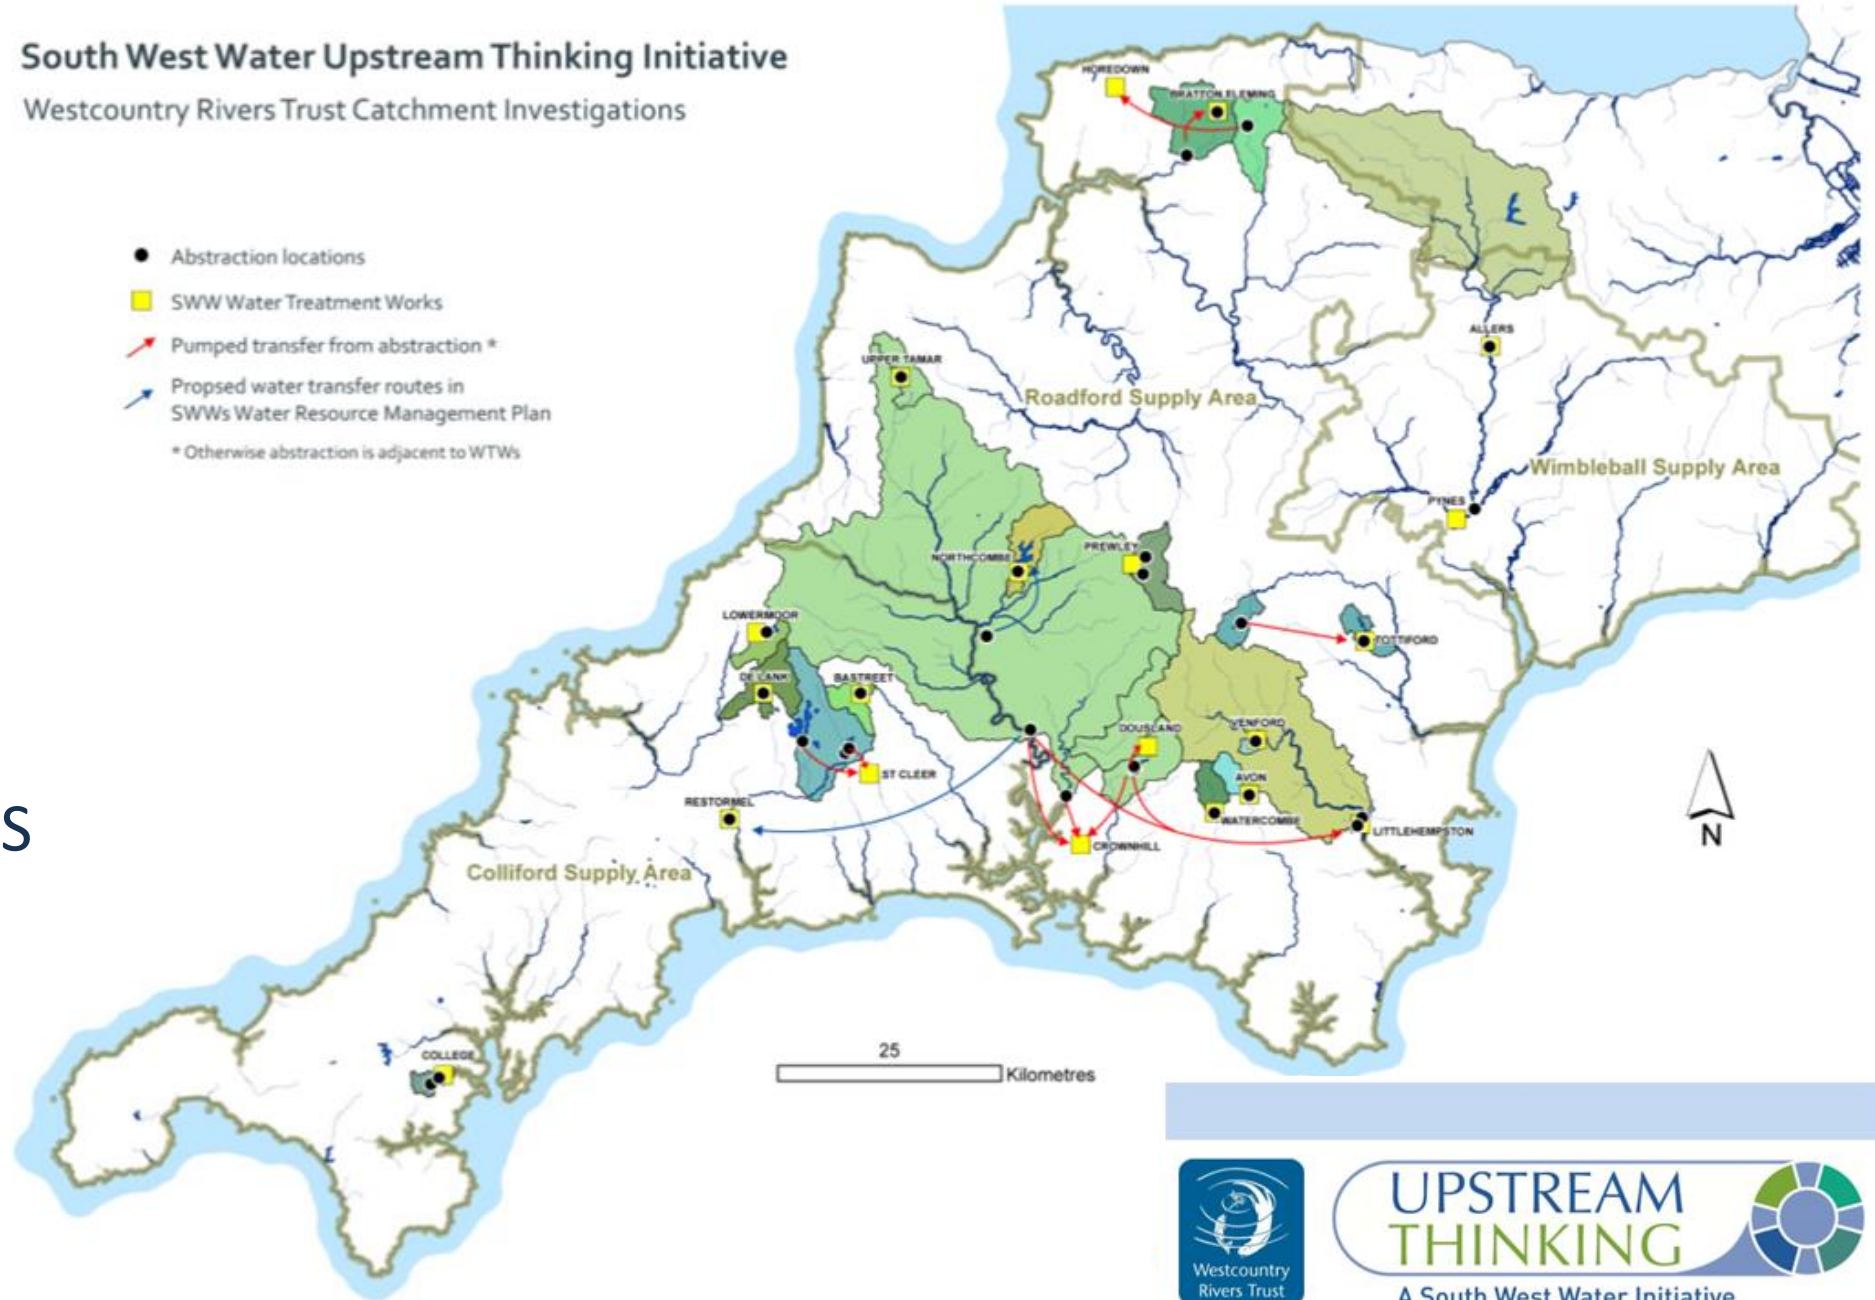 South West Water Upstream Thinking Initiative
Westcountry Rivers Trust Catchment Investigations
Abstraction locations
SWW Water Treatment Works
Pumped transfer from abstraction *
Propsed water transfer routes in
SWWs Water Resource Management Plan
* Otherwise abstraction is adjacent to WTWs
HOREDOWN
BRATTON FLEMING
ALLERS
UPPER TAMAR
Roadford Supply Area
Wimbleball Supply Area
PYNES
NORTHCOMBE
PREWLEY
LOWERMOOR
TOTTIFORD
DE LANK
BASTREET
DOUSLAND
VENFORD
ST CLEER
AVON
RESTORMEL
WATERCOMBE
LITTLEHEMPSTON
CROWNHILL
S
Colliford Supply Area
N
COLLEGE
25
Kilometres
Westcountry
Rivers Trust
UPSTREAM
THINKING
A South West Water Initiative